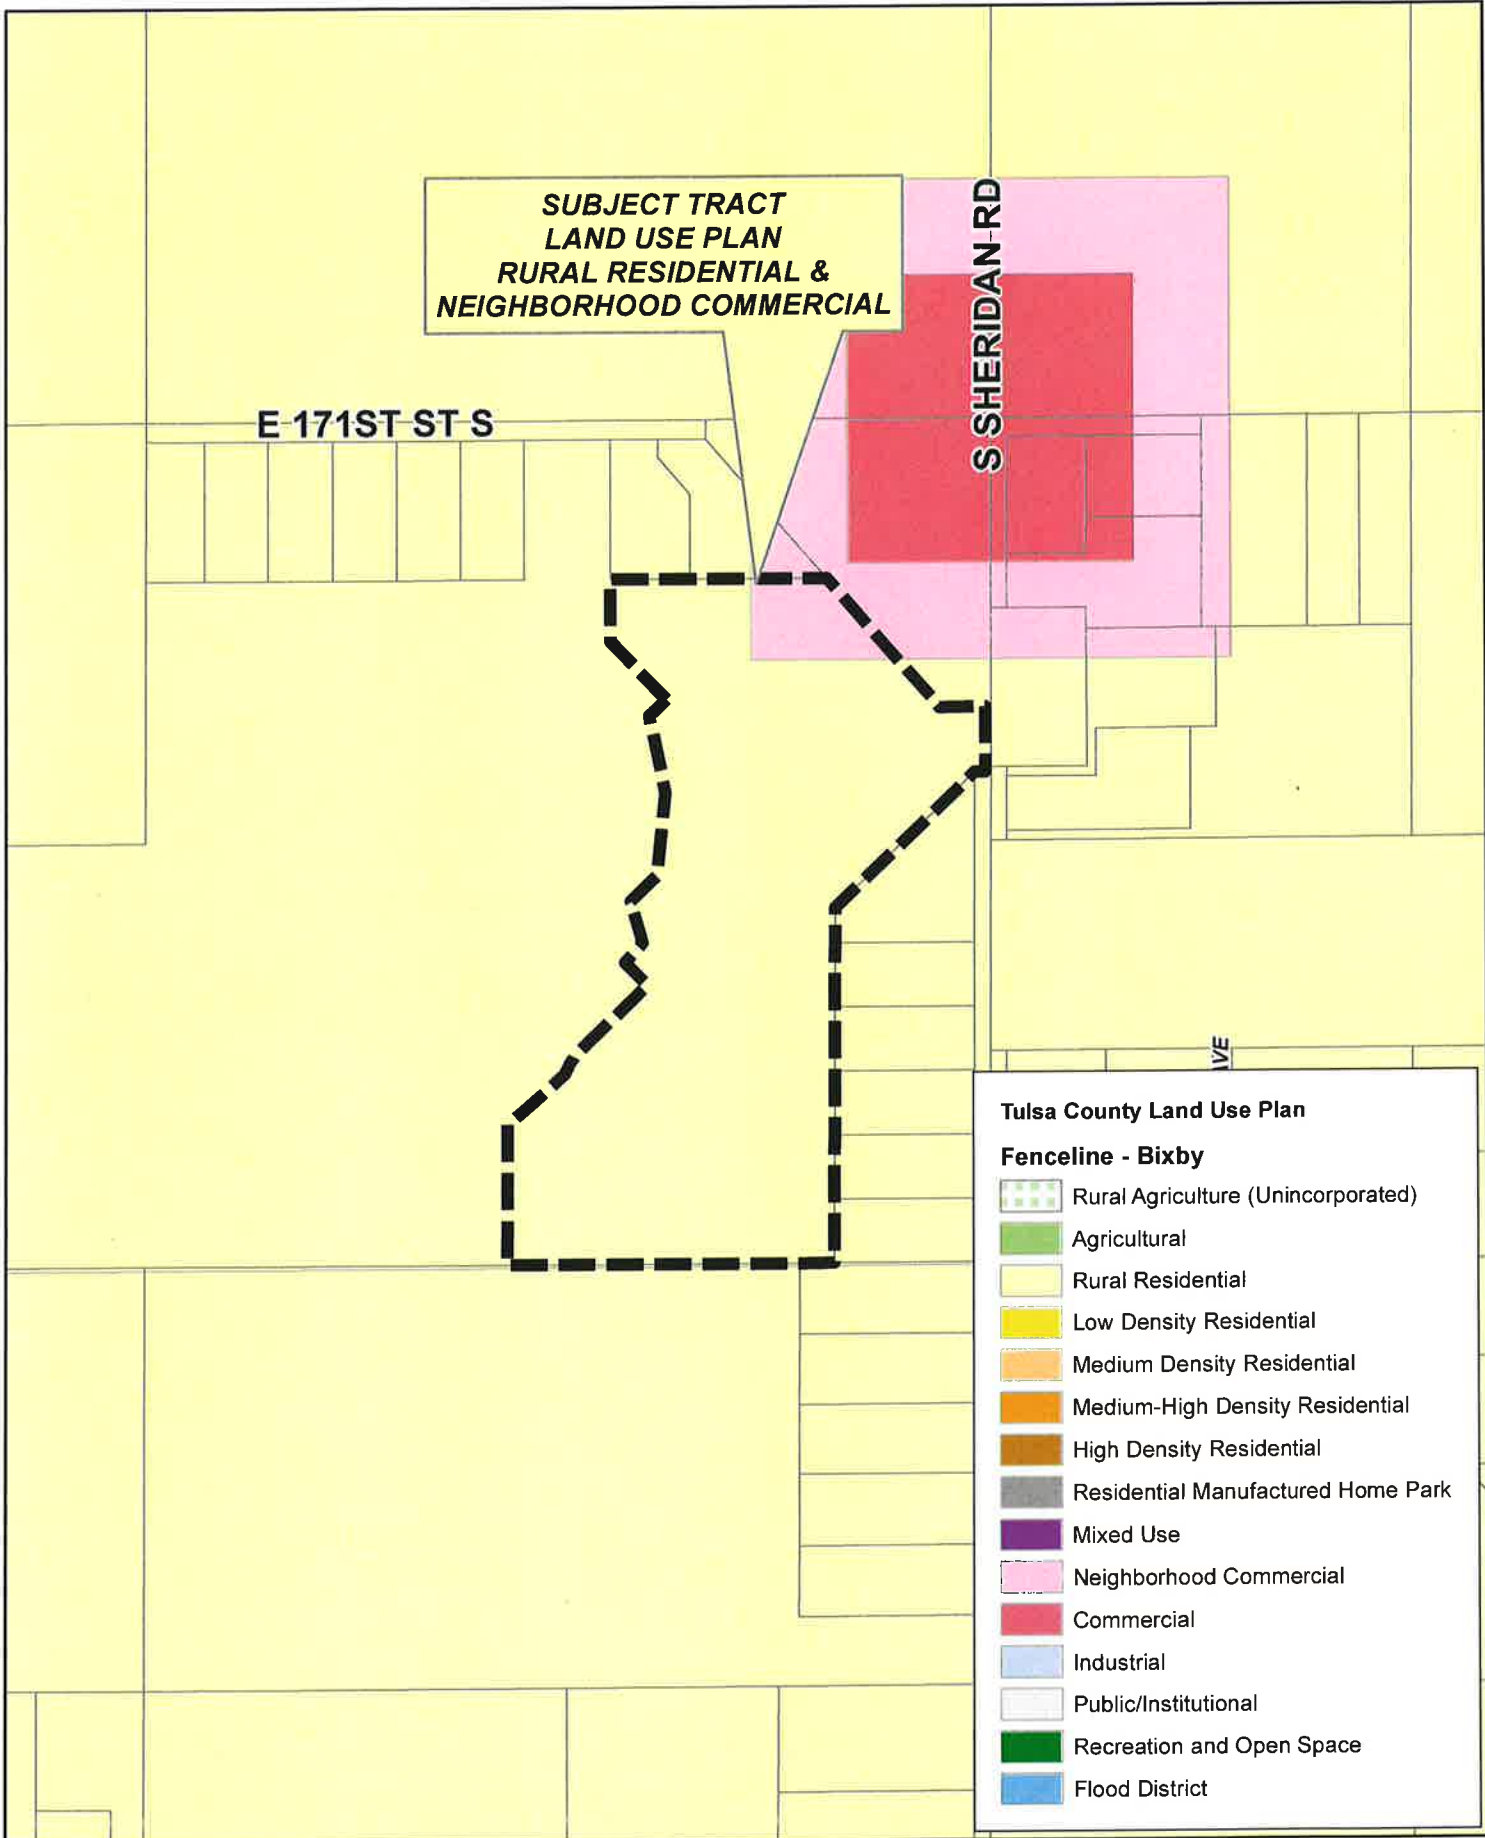 SUBJECT TRACT
LAND USE PLAN
RURAL RESIDENTIAL &
NEIGHBORHOOD COMMERCIAL
S SHERIDAN RD
E 171ST ST S
AVE
Tulsa County Land Use Plan
Fenceline - Bixby
Rural Agriculture (Unincorporated)
Agricultural
Rural Residential
Low Density Residential
Medium Density Residential
Medium-High Density Residential
High Density Residential
Residential Manufactured Home Park
Mixed Use
Neighborhood Commercial
Commercial
Industrial
Public/Institutional
Recreation and Open Space
Flood District